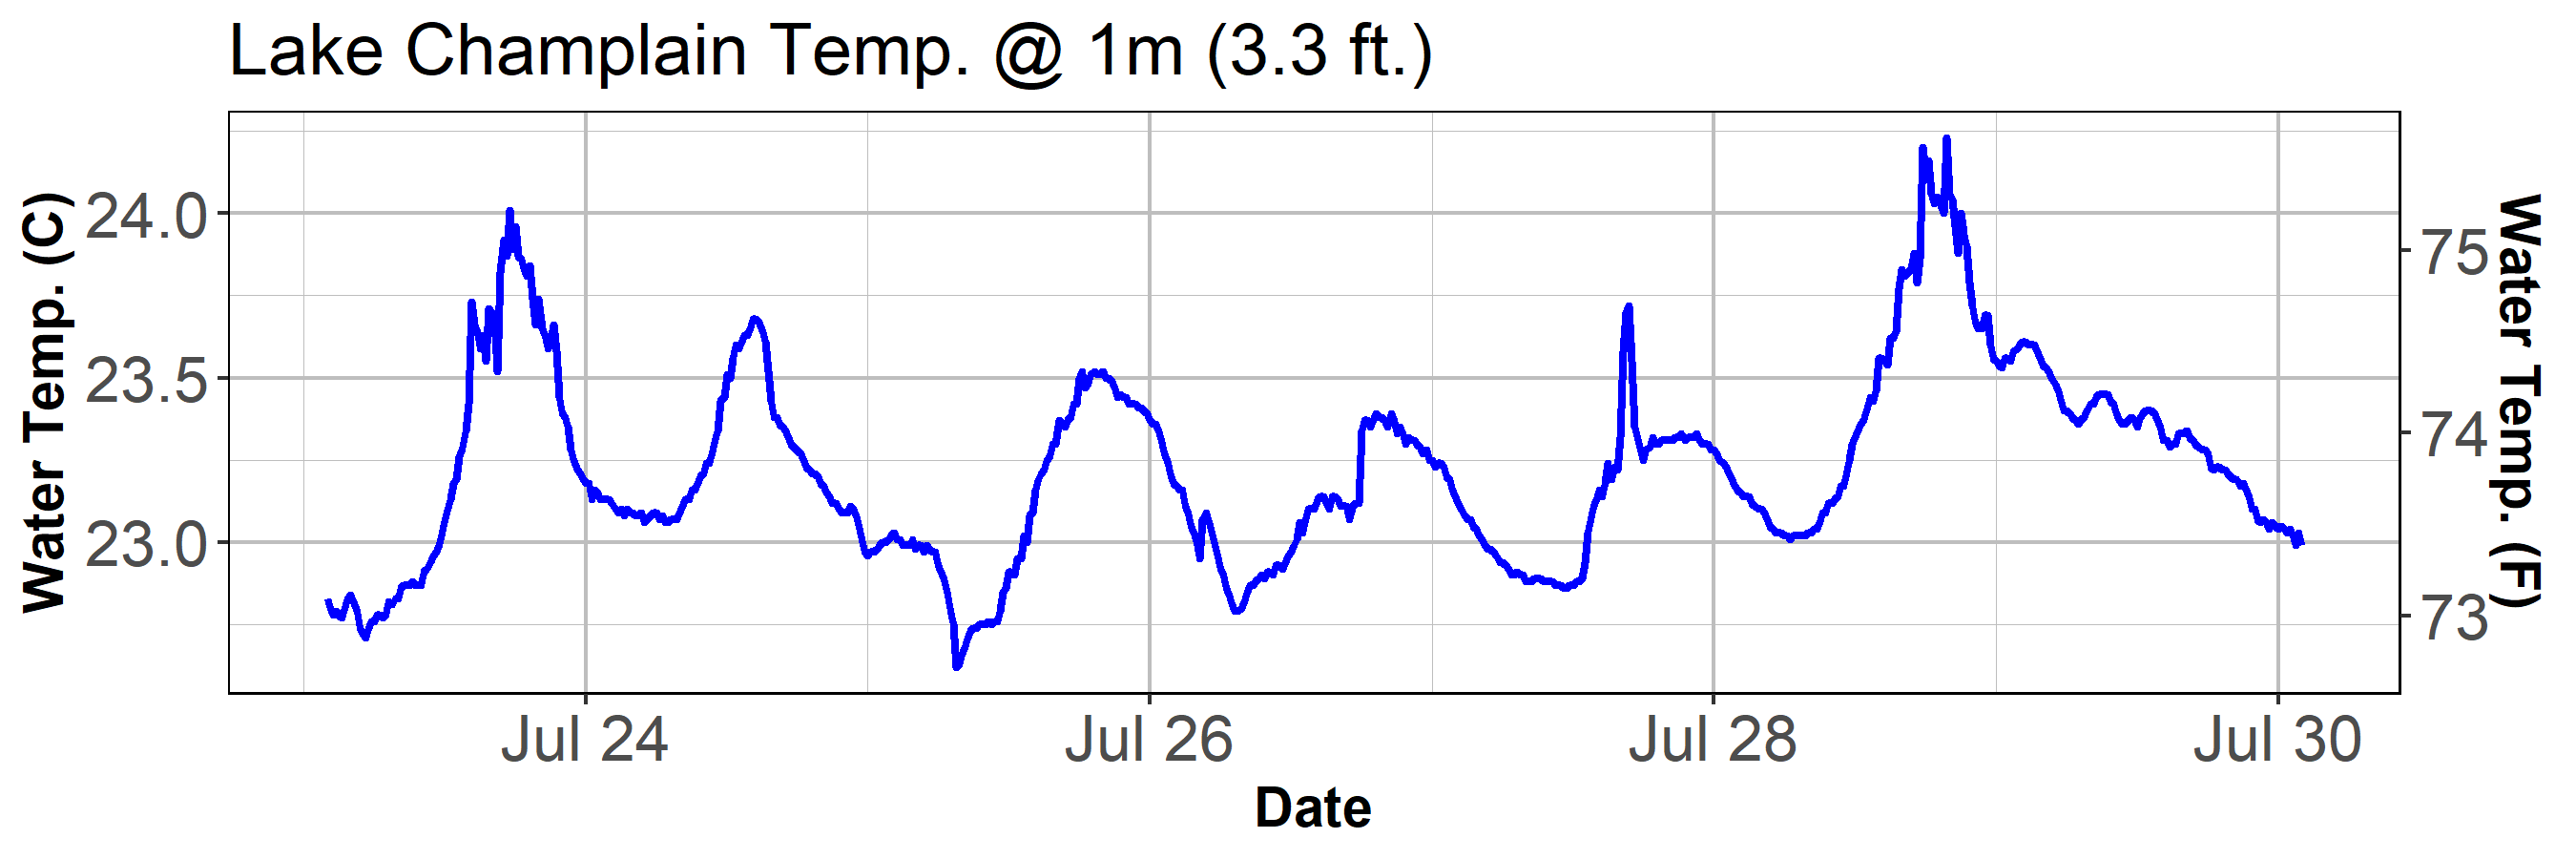 Lake Champlain Temp. @ 1m (3.3 ft.)
Water Temp. (C)
24.0
23.5
23.0
75
74
73
Water Temp. (F)
Jul 24 Jul 26 Jul 28 Jul 30
Date